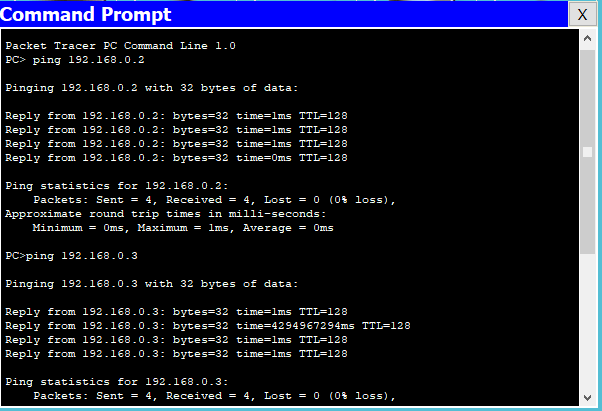 Command Prompt
X
Packet Tracer PC Command Line 1.0
PC> ping 192.168.0.2
Pinging 192.168.0.2 with 32 bytes of data:
Reply from 192.168.0.2: bytes=32 time=1ms TTL=128
Reply from 192.168.0.2: bytes=32 time=1ms TTL=128
Reply from 192.168.0.2: bytes=32 time=1ms TTL=128
Reply from 192.168.0.2: bytes=32 time=0ms TTL=128
Ping statistics for 192.168.0.2:
Packets: Sent = 4, Received = 4, Lost = 0 (0% loss),
Approximate round trip times in milli-seconds:
Minimum = 0ms, Maximum = 1ms, Average = 0ms
PC>ping 192.168.0.3
Pinging 192.168.0.3 with 32 bytes of data:
Reply from 192.168.0.3: bytes=32 time=1ms TTL=128
Reply from 192.168.0.3: bytes=32 time=4294967294ms TTL=128
Reply from 192.168.0.3: bytes=32 time=1ms TTL=128
Reply from 192.168.0.3: bytes=32 time=1ms TTL=128
Ping statistics for 192.168.0.3:
Packets: Sent = 4, Received = 4, Lost = 0 (0% loss),